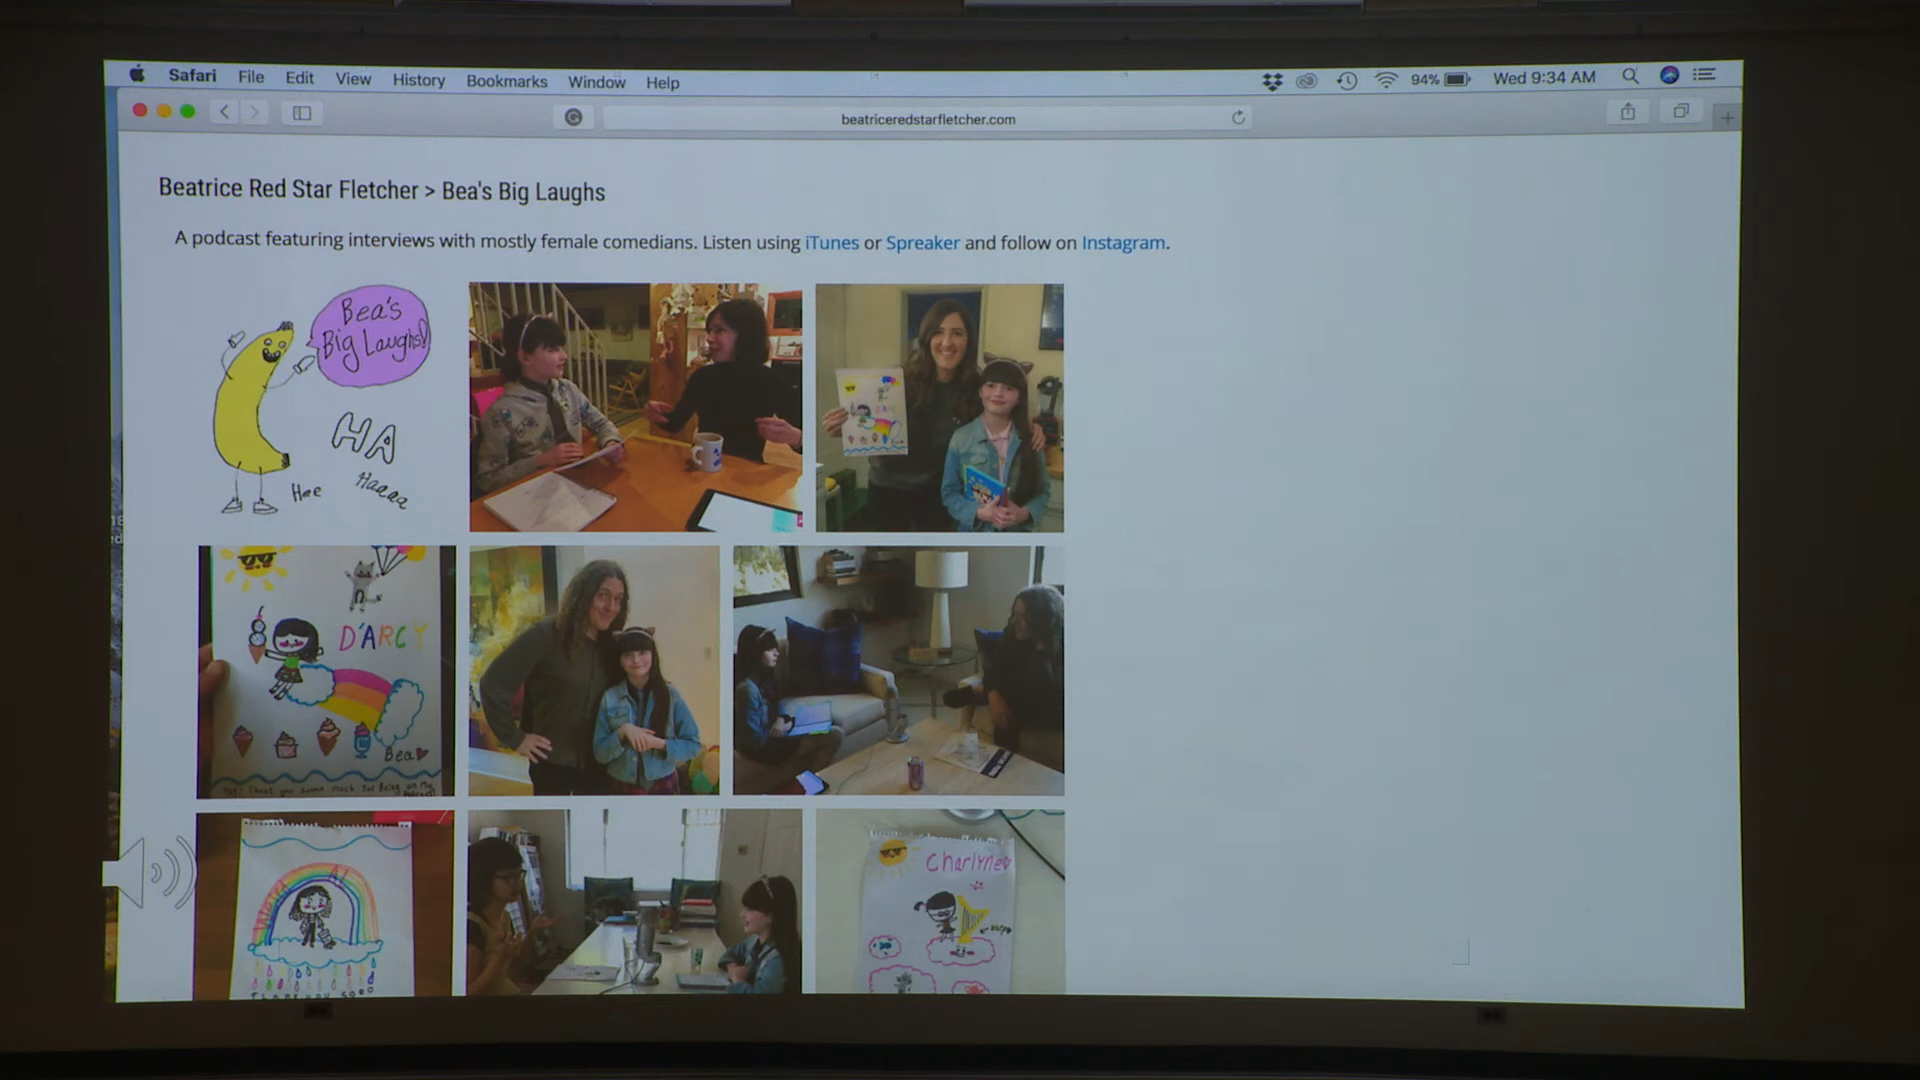 Safari File Edit View History Bookmarks Window Help 94% Wed 9:34 AM
beatriceredstarfletcher.com
Beatrice Red Star Fletcher > Bea's Big Laughs
A podcast featuring interviews with mostly female comedians. Listen using iTunes or Spreaker and follow on Instagram.
Bea's
Big Laughs!
HA
Hee
Haaaa
D'ARCY
Bea
Charlyne